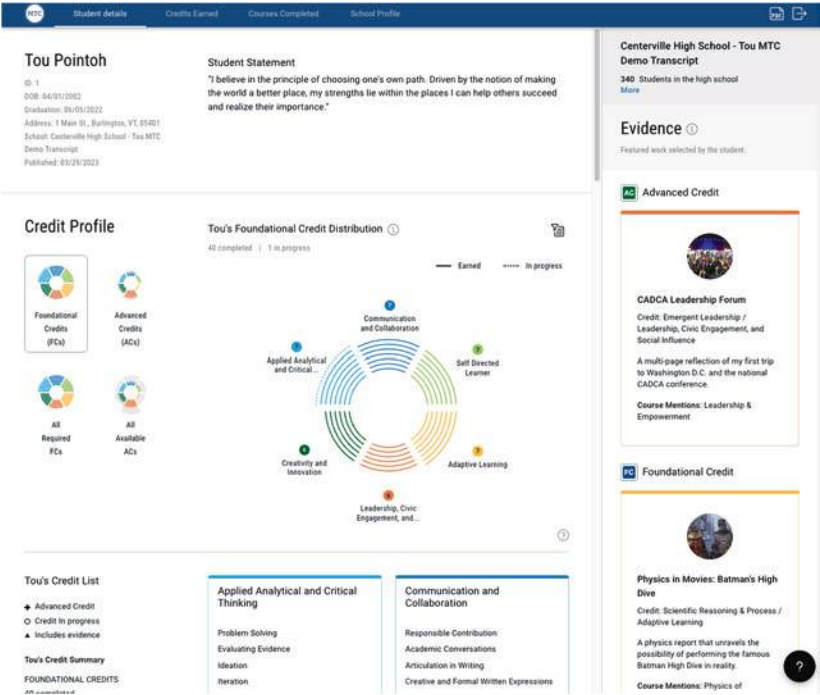 MTC
Student details
Credits Earned
Courses Completed
School Profile
PDF
Tou Pointoh
ID: 1
DOB: 04/01/2002
Graduation: 06/05/2022
Address: 1 Main St., Burlington, VT, 05401
School: Centerville High School - Tou MTC
Demo Transcript
Published: 03/29/2023
Student Statement
"I believe in the principle of choosing one's own path. Driven by the notion of making
the world a better place, my strengths lie within the places I can help others succeed
and realize their importance."
Credit Profile
Foundational
Credits
(FCs)
Advanced
Credits
(ACs)
All
Required
FCs
All
Available
ACs
Tou's Foundational Credit Distribution
40 completed | 1 in progress
Earned
In progress
7
Communication
and Collaboration
7
Self Directed
Learner
7
Adaptive Learning
Leadership, Civic
Engagement, and...
Creativity and
Innovation
7
Applied Analytical
and Critical...
?
Tou's Credit List
Advanced Credit
Credit In progress
Includes evidence
Tou's Credit Summary
FOUNDATIONAL CREDITS
40 completed
Applied Analytical and Critical
Thinking
Problem Solving
Evaluating Evidence
Ideation
Iteration
Communication and
Collaboration
Responsible Contribution
Academic Conversations
Articulation in Writing
Creative and Formal Written Expressions
Centerville High School - Tou MTC
Demo Transcript
340 Students in the high school
More
Evidence
Featured work selected by the student.
AC Advanced Credit
CADCA Leadership Forum
Credit: Emergent Leadership /
Leadership, Civic Engagement, and
Social Influence
A multi-page reflection of my first trip
to Washington D.C. and the national
CADCA conference.
Course Mentions: Leadership &
Empowerment
FC Foundational Credit
Physics in Movies: Batman's High
Dive
Credit: Scientific Reasoning & Process /
Adaptive Learning
A physics report that unravels the
possibility of performing the famous
Batman High Dive in reality.
Course Mentions: Physics of
?